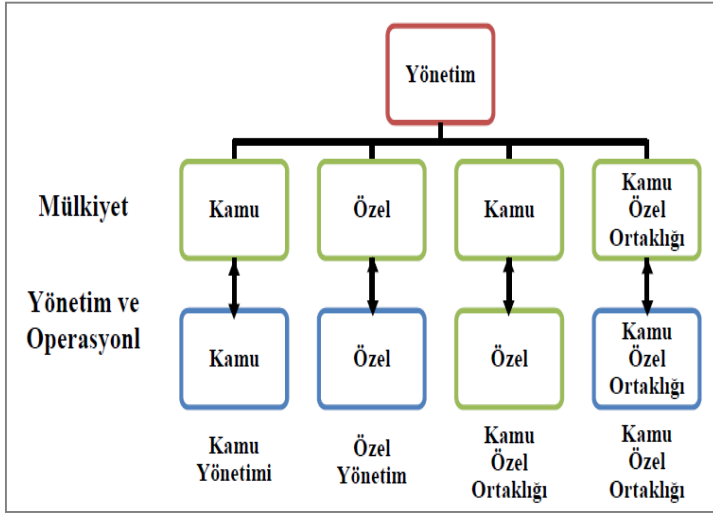 Yönetim
Mülkiyet
Kamu
Özel
Kamu
Kamu
Özel
Ortaklığı
Yönetim ve
Operasyonl
Kamu
Özel
Özel
Kamu
Özel
Ortaklığı
Kamu
Yönetimi
Özel
Yönetim
Kamu
Özel
Ortaklığı
Kamu
Özel
Ortaklığı